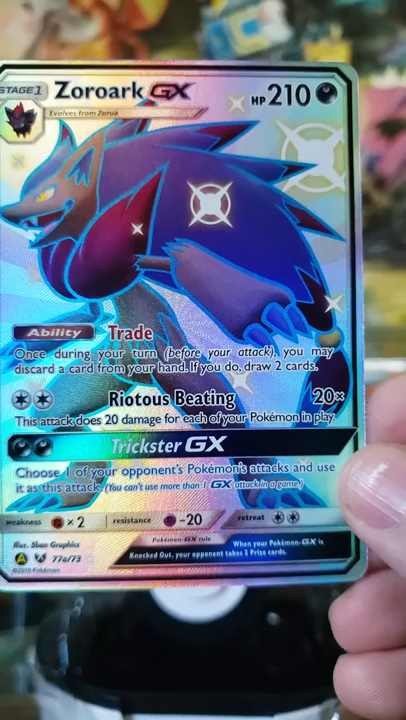 STAGE 1 Zoroark GX HP 210
Evolves from Zorua
Ability Trade
Once during your turn (before your attack), you may
discard a card from your hand. If you do, draw 2 cards.
Riotous Beating 20×
This attack does 20 damage for each of your Pokémon in play.
Trickster GX
Choose 1 of your opponent's Pokémon's attacks and use
it as this attack. (You can't use more than 1 GX attack in a game.)
weakness × 2 resistance -20 retreat
Illus. 5ban Graphics
Pokémon-GX rule
When your Pokémon-GX is
Knocked Out, your opponent takes 2 Prize cards.
77a/73
©2019 Pokémon